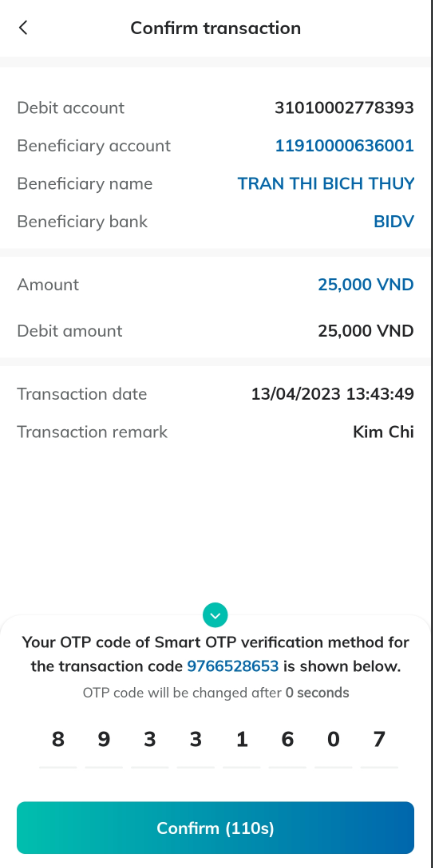 Confirm transaction
Debit account 31010002778393
Beneficiary account 11910000636001
Beneficiary name TRAN THI BICH THUY
Beneficiary bank BIDV
Amount 25,000 VND
Debit amount 25,000 VND
Transaction date 13/04/2023 13:43:49
Transaction remark Kim Chi
Your OTP code of Smart OTP verification method for
the transaction code 9766528653 is shown below.
OTP code will be changed after 0 seconds
8 9 3 3 1 6 0 7
Confirm (110s)